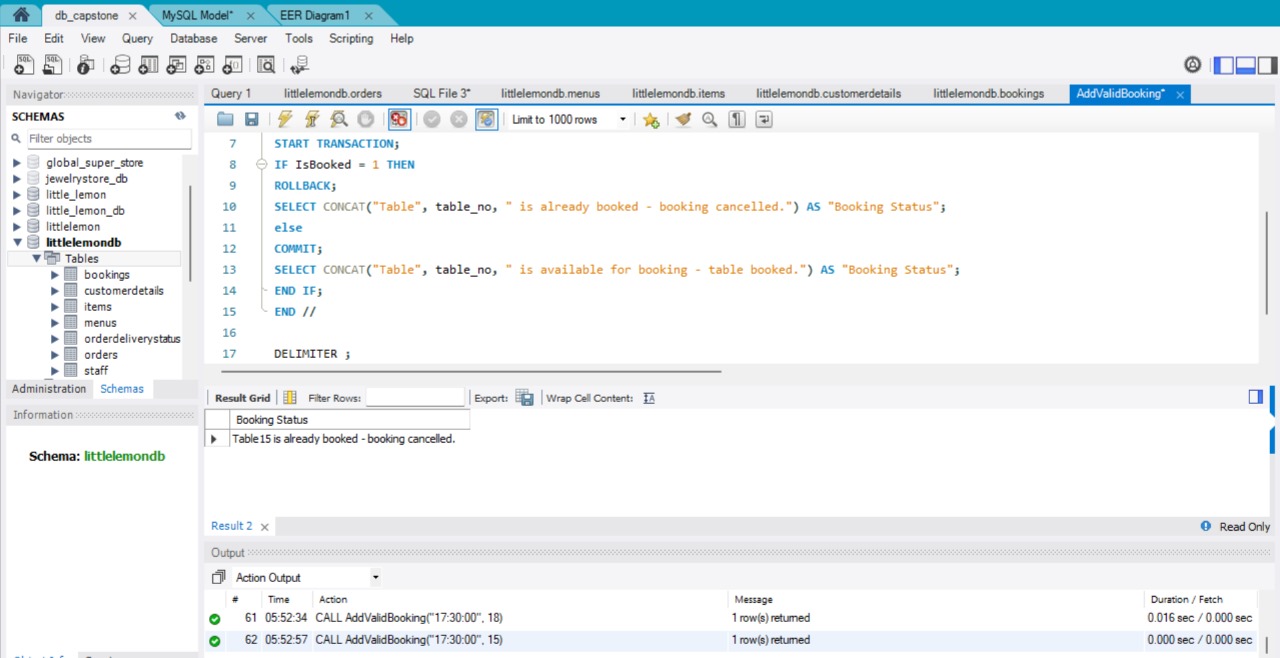 db_capstone MySQL Model* EER Diagram1
File Edit View Query Database Server Tools Scripting Help
Navigator
SCHEMAS
Filter objects
global_super_store
jewelrystore_db
little_lemon
little_lemon_db
littlelemon
littlelemondb
Tables
bookings
customerdetails
items
menus
orderdeliverystatus
orders
staff
Administration Schemas
Information
Schema: littlelemondb
Query 1 littlelemondb.orders SQL File 3* littlelemondb.menus littlelemondb.items littlelemondb.customerdetails littlelemondb.bookings AddValidBooking*
Limit to 1000 rows
7 START TRANSACTION;
8 IF IsBooked = 1 THEN
9 ROLLBACK;
10 SELECT CONCAT("Table", table_no, " is already booked - booking cancelled.") AS "Booking Status";
11 else
12 COMMIT;
13 SELECT CONCAT("Table", table_no, " is available for booking - table booked.") AS "Booking Status";
14 END IF;
15 END //
16
17 DELIMITER ;
Result Grid Filter Rows: Export: Wrap Cell Content:
Booking Status
Table15 is already booked - booking cancelled.
Result 2 Read Only
Output
Action Output
# Time Action Message Duration / Fetch
61 05:52:34 CALL AddValidBooking("17:30:00", 18) 1 row(s) returned 0.016 sec / 0.000 sec
62 05:52:57 CALL AddValidBooking("17:30:00", 15) 1 row(s) returned 0.000 sec / 0.000 sec